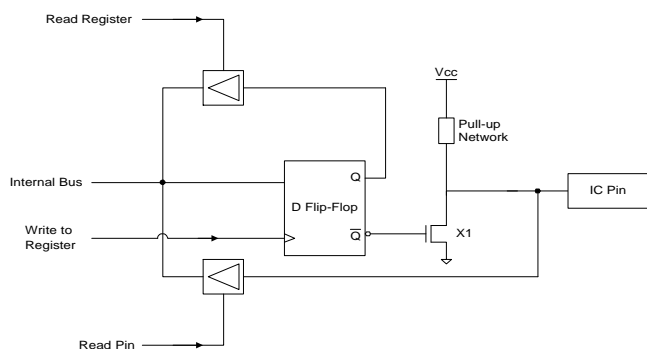 Read Register
Vcc
Pull-up
Network
Internal Bus
Q
D Flip-Flop
IC Pin
Write to
Register
Q
X1
Read Pin